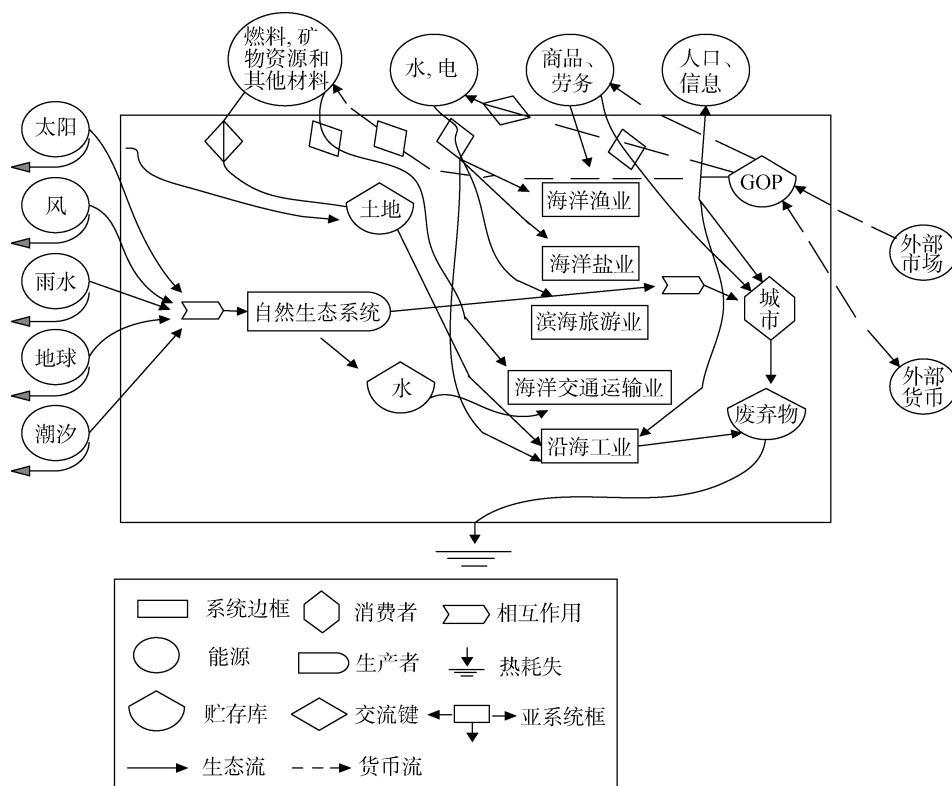 燃料, 矿
物资源和
其他材料
水, 电
商品、
劳务
人口、
信息
太阳
风
雨水
地球
潮汐
土地
GOP
外部
市场
外部
货币
海洋渔业
海洋盐业
滨海旅游业
海洋交通运输业
沿海工业
自然生态系统
水
城
市
废弃物
系统边框
消费者
相互作用
能源
生产者
热耗失
贮存库
交流键
亚系统框
生态流
货币流